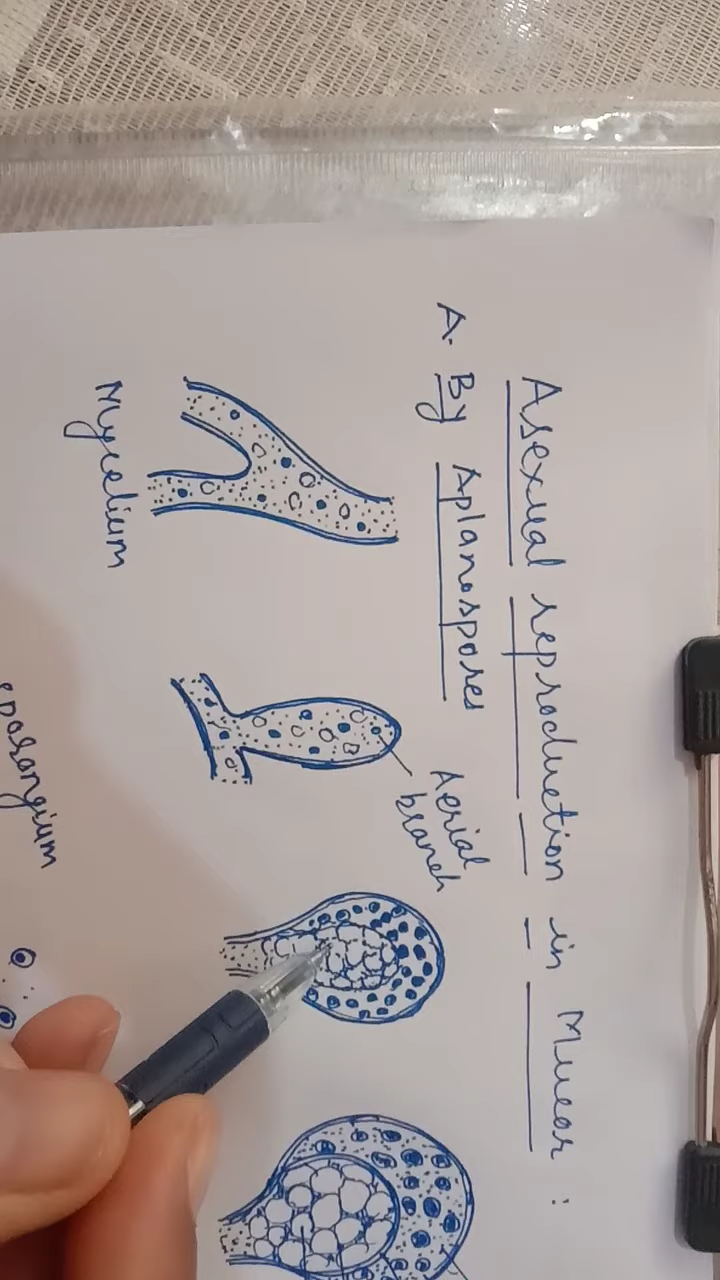 Asexual reproduction in Mucor :
A. By Aplanospores
Aerial
branch
Mycelium
sporangium